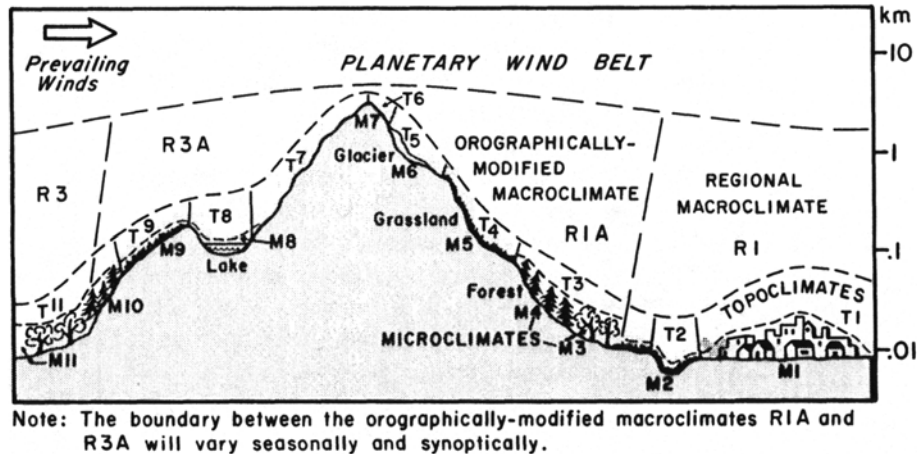 Prevailing
Winds
PLANETARY WIND BELT
km
10
1
.1
.01
R3
R3A
T6
M7
T5
T7
Glacier
M6
OROGRAPHICALLY-
MODIFIED
MACROCLIMATE
R1A
REGIONAL
MACROCLIMATE
R1
T9
M9
T8
M8
Lake
Grassland
M5
T4
T3
Forest
M4
MICROCLIMATES
M3
T2
M2
TOPOCLIMATES
T1
M1
T11
M10
M11
Note: The boundary between the orographically-modified macroclimates R1A and
R3A will vary seasonally and synoptically.